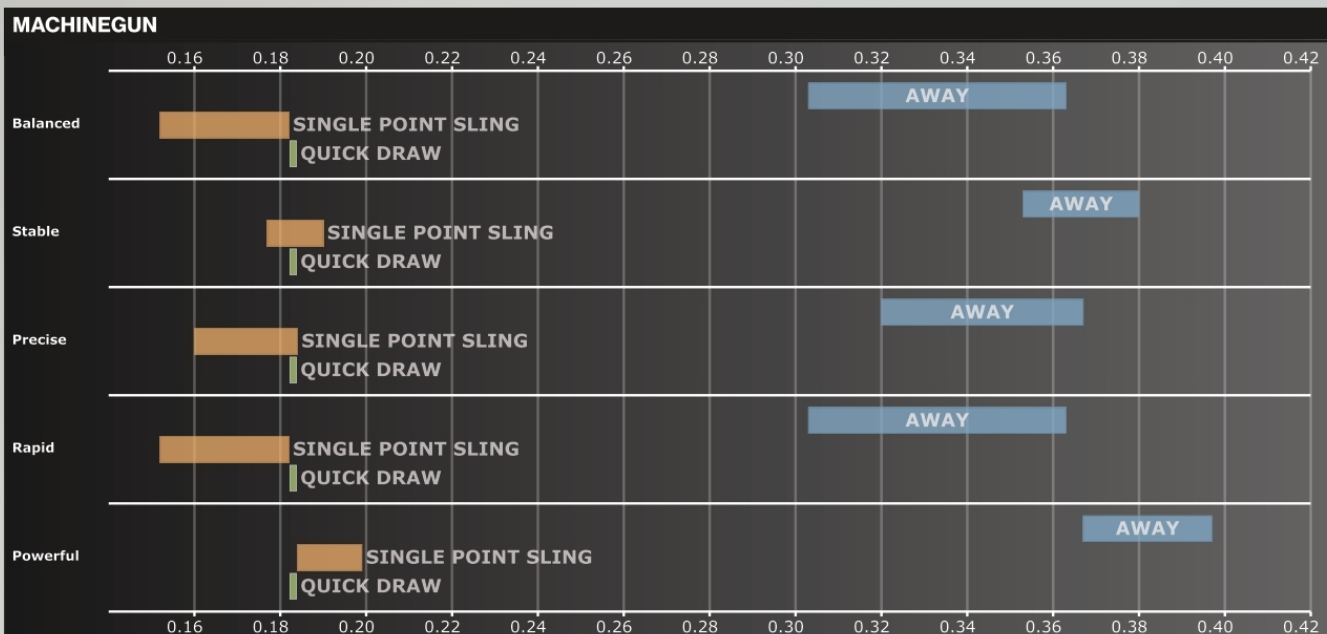 MACHINEGUN
0.16 0.18 0.20 0.22 0.24 0.26 0.28 0.30 0.32 0.34 0.36 0.38 0.40 0.42
AWAY
Balanced SINGLE POINT SLING
QUICK DRAW
AWAY
Stable SINGLE POINT SLING
QUICK DRAW
AWAY
Precise SINGLE POINT SLING
QUICK DRAW
AWAY
Rapid SINGLE POINT SLING
QUICK DRAW
AWAY
Powerful SINGLE POINT SLING
QUICK DRAW
0.16 0.18 0.20 0.22 0.24 0.26 0.28 0.30 0.32 0.34 0.36 0.38 0.40 0.42